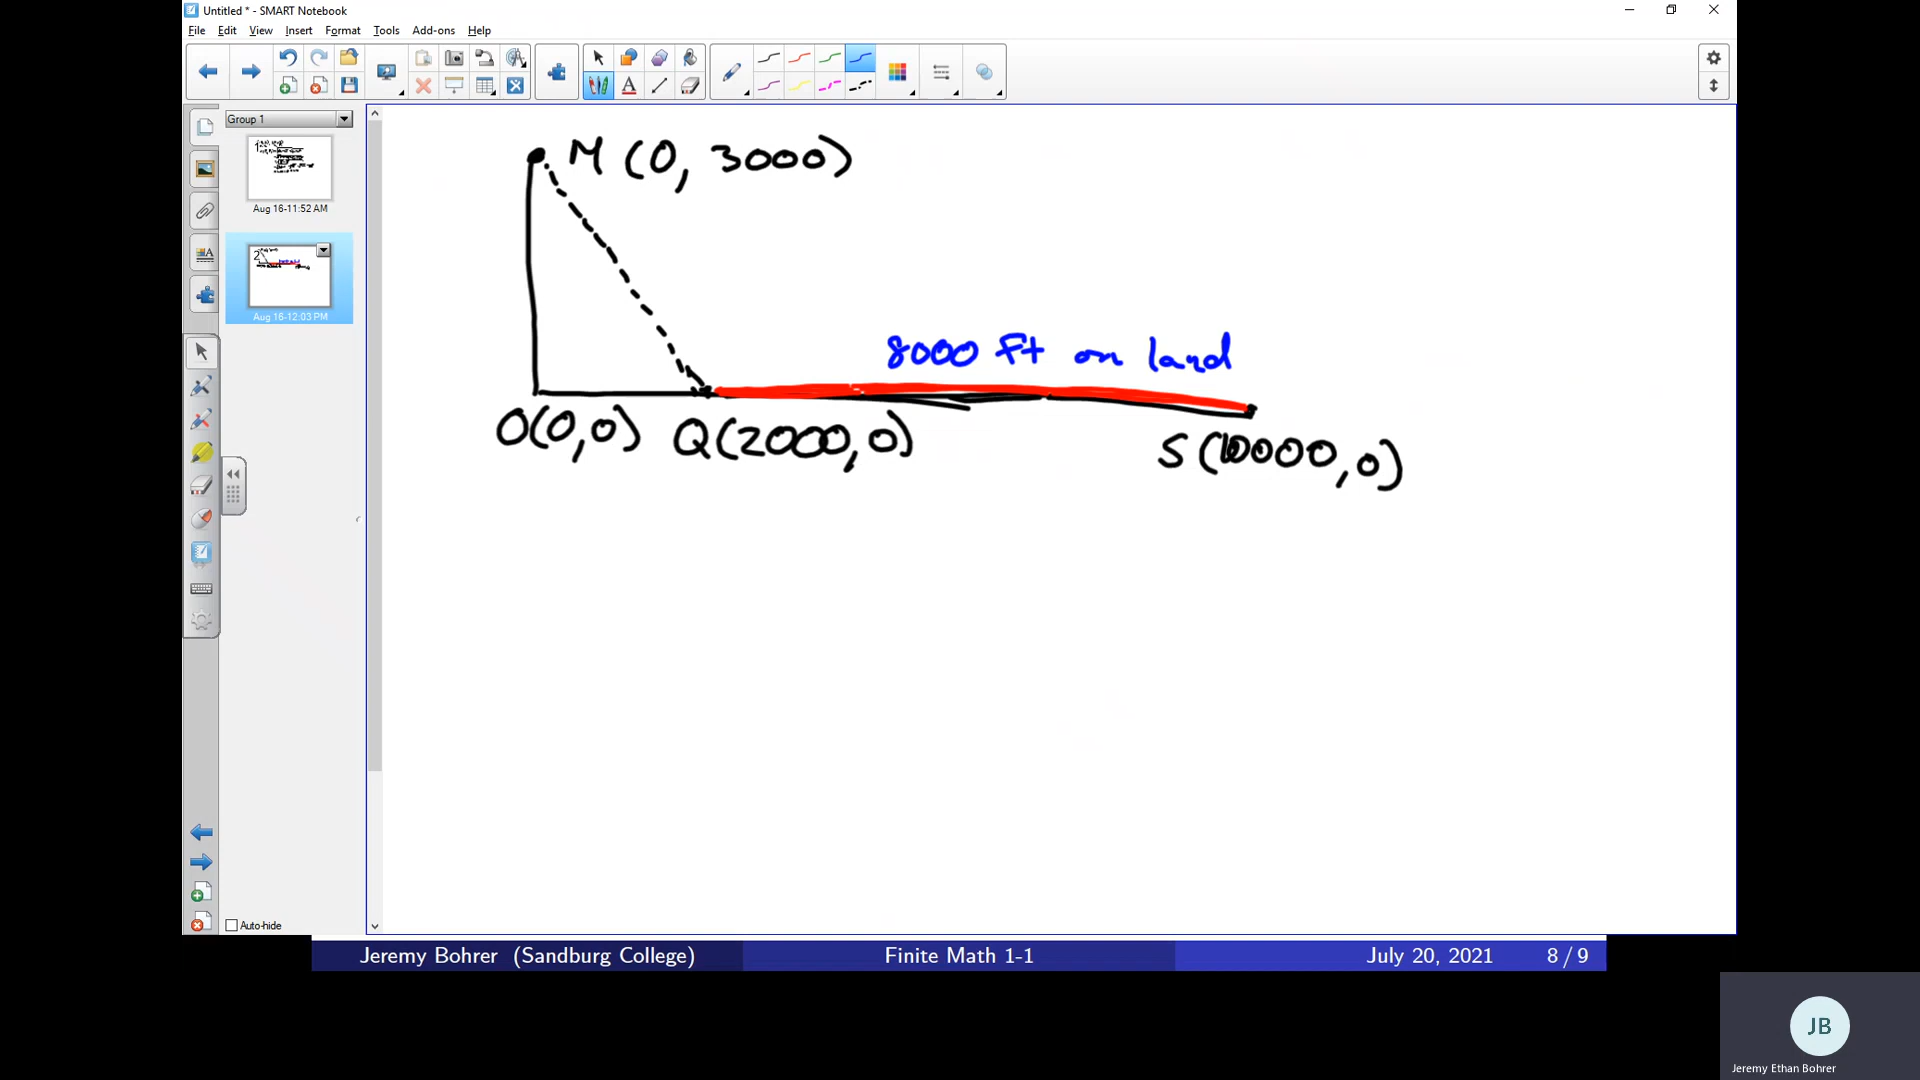 Untitled * - SMART Notebook
File Edit View Insert Format Tools Add-ons Help
Group 1
Aug 16-11:52 AM
2
Aug 16-12:03 PM
M (0, 3000)
8000 ft on land
O(0,0) Q(2000,0)
S (10000,0)
Auto-hide
Jeremy Bohrer (Sandburg College) Finite Math 1-1 July 20, 2021 8 / 9
JB
Jeremy Ethan Bohrer